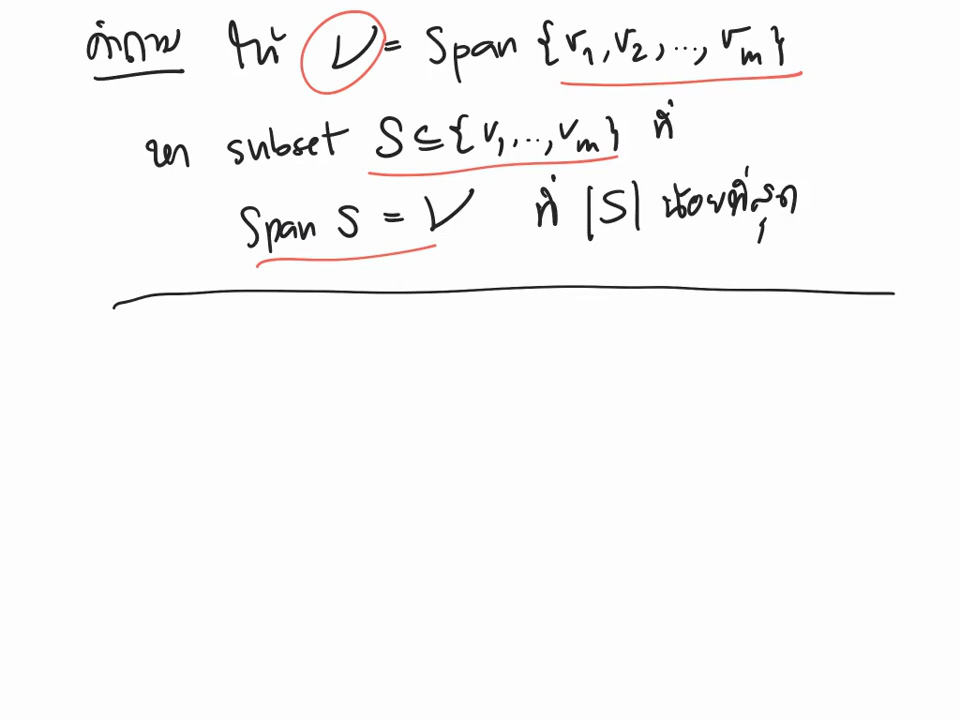 คำถาม ให้ V = Span {v₁, v₂, ..., vₘ}
หา subset S ⊆ {v₁, ..., vₘ} ที่
Span S = V ที่ |S| น้อยที่สุด